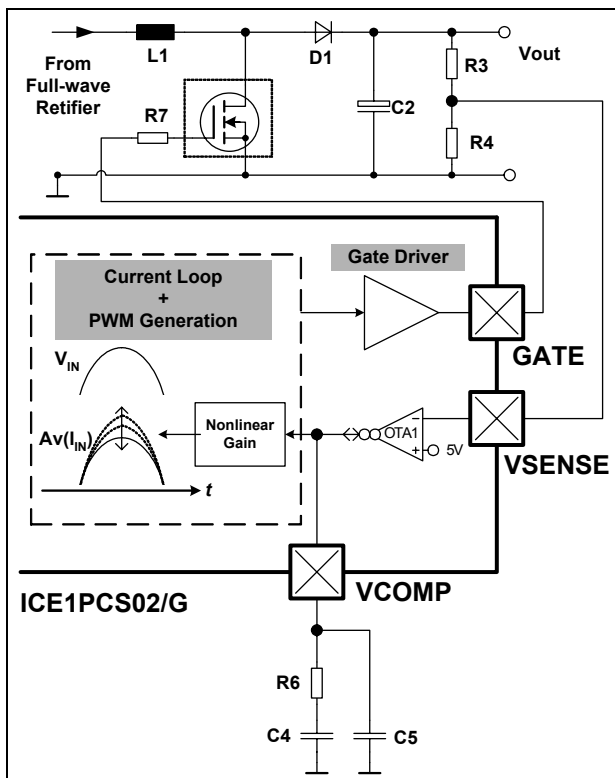 L1
D1
Vout
From
Full-wave
Retifier
R3
C2
R7
R4
Current Loop
+
PWM Generation
Gate Driver
GATE
V_IN
Av(I_IN)
t
Nonlinear
Gain
OTA1
−
+
5V
VSENSE
VCOMP
ICE1PCS02/G
R6
C4
C5